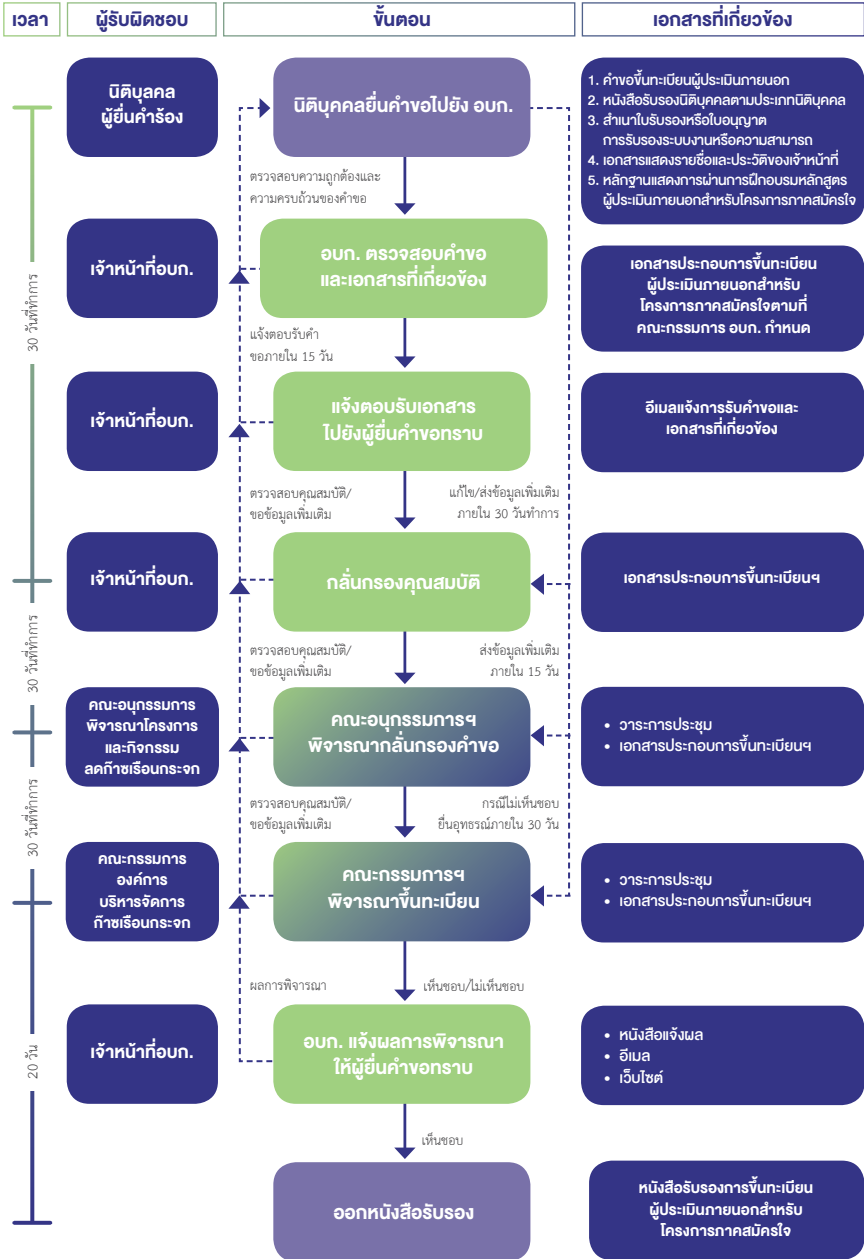 เวลา
ผู้รับผิดชอบ
ขั้นตอน
เอกสารที่เกี่ยวข้อง
นิติบุลคล
ผู้ยื่นคำร้อง
นิติบุคคลยื่นคำขอไปยัง อบก.
1. คำขอขึ้นทะเบียนผู้ประเมินภายนอก
2. หนังสือรับรองนิติบุคคลตามประเภทนิติบุคคล
3. สำเนาใบรับรองหรือใบอนุญาต
การรับรองระบบงานหรือความสามารถ
4. เอกสารแสดงรายชื่อและประวัติของเจ้าหน้าที่
5. หลักฐานแสดงการผ่านการฝึกอบรมหลักสูตร
ผู้ประเมินภายนอกสำหรับโครงการภาคสมัครใจ
ตรวจสอบความถูกต้องและ
ความครบถ้วนของคำขอ
30 วันที่ทำการ
เจ้าหน้าที่อบก.
อบก. ตรวจสอบคำขอ
และเอกสารที่เกี่ยวข้อง
เอกสารประกอบการขึ้นทะเบียน
ผู้ประเมินภายนอกสำหรับ
โครงการภาคสมัครใจตามที่
คณะกรรมการ อบก. กำหนด
แจ้งตอบรับคำ
ขอภายใน 15 วัน
เจ้าหน้าที่อบก.
แจ้งตอบรับเอกสาร
ไปยังผู้ยื่นคำขอทราบ
อีเมลแจ้งการรับคำขอและ
เอกสารที่เกี่ยวข้อง
ตรวจสอบคุณสมบัติ/
ขอข้อมูลเพิ่มเติม
แก้ไข/ส่งข้อมูลเพิ่มเติม
ภายใน 30 วันทำการ
เจ้าหน้าที่อบก.
กลั่นกรองคุณสมบัติ
เอกสารประกอบการขึ้นทะเบียนฯ
30 วันที่ทำการ
ตรวจสอบคุณสมบัติ/
ขอข้อมูลเพิ่มเติม
ส่งข้อมูลเพิ่มเติม
ภายใน 15 วัน
คณะอนุกรรมการ
พิจารณาโครงการ
และกิจกรรม
ลดก๊าซเรือนกระจก
คณะอนุกรรมการฯ
พิจารณากลั่นกรองคำขอ
• วาระการประชุม
• เอกสารประกอบการขึ้นทะเบียนฯ
30 วันที่ทำการ
ตรวจสอบคุณสมบัติ/
ขอข้อมูลเพิ่มเติม
กรณีไม่เห็นชอบ
ยื่นอุทธรณ์ภายใน 30 วัน
คณะกรรมการ
องค์การ
บริหารจัดการ
ก๊าซเรือนกระจก
คณะกรรมการฯ
พิจารณาขึ้นทะเบียน
• วาระการประชุม
• เอกสารประกอบการขึ้นทะเบียนฯ
ผลการพิจารณา
เห็นชอบ/ไม่เห็นชอบ
20 วัน
เจ้าหน้าที่อบก.
อบก. แจ้งผลการพิจารณา
ให้ผู้ยื่นคำขอทราบ
• หนังสือแจ้งผล
• อีเมล
• เว็บไซต์
เห็นชอบ
ออกหนังสือรับรอง
หนังสือรับรองการขึ้นทะเบียน
ผู้ประเมินภายนอกสำหรับ
โครงการภาคสมัครใจ